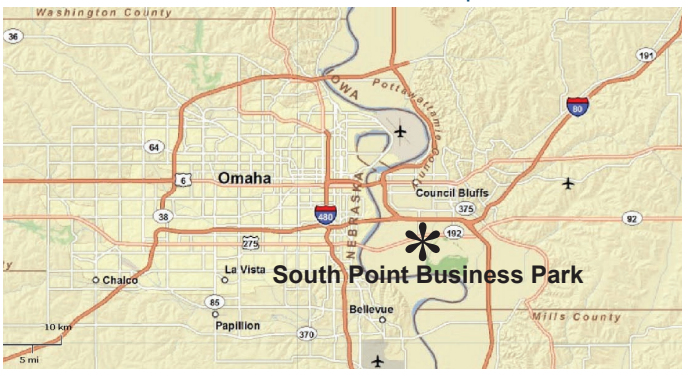 Washington County
36
191
IOWA
Pottawattamie
County
80
64
6
Omaha
Council Bluffs
375
38
480
92
NEBRASKA
192
275
*
South Point Business Park
La Vista
Chalco
85
Bellevue
Mills County
Papillion
10 km
370
5 mi